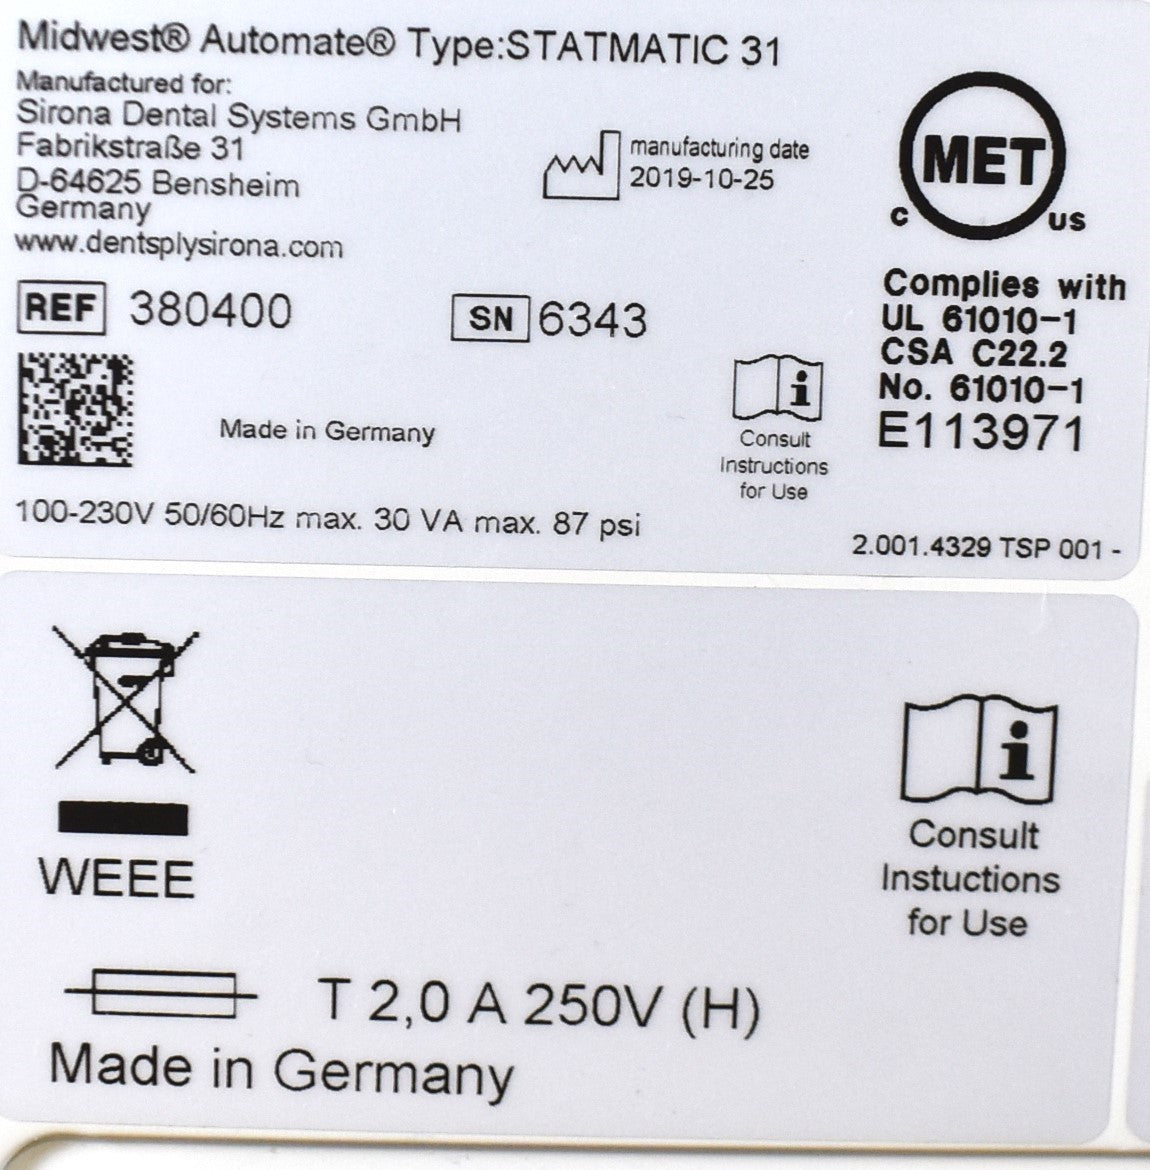 Midwest® Automate® Type:STATMATIC 31
Manufactured for:
Sirona Dental Systems GmbH
Fabrikstraße 31
D-64625 Bensheim
Germany
www.dentsplysirona.com
manufacturing date
2019-10-25
MET
C US
REF 380400
SN 6343
Complies with
UL 61010-1
CSA C22.2
No. 61010-1
E113971
Made in Germany
Consult
Instructions
for Use
100-230V 50/60Hz max. 30 VA max. 87 psi
2.001.4329 TSP 001 -
WEEE
Consult
Instuctions
for Use
T 2,0 A 250V (H)
Made in Germany